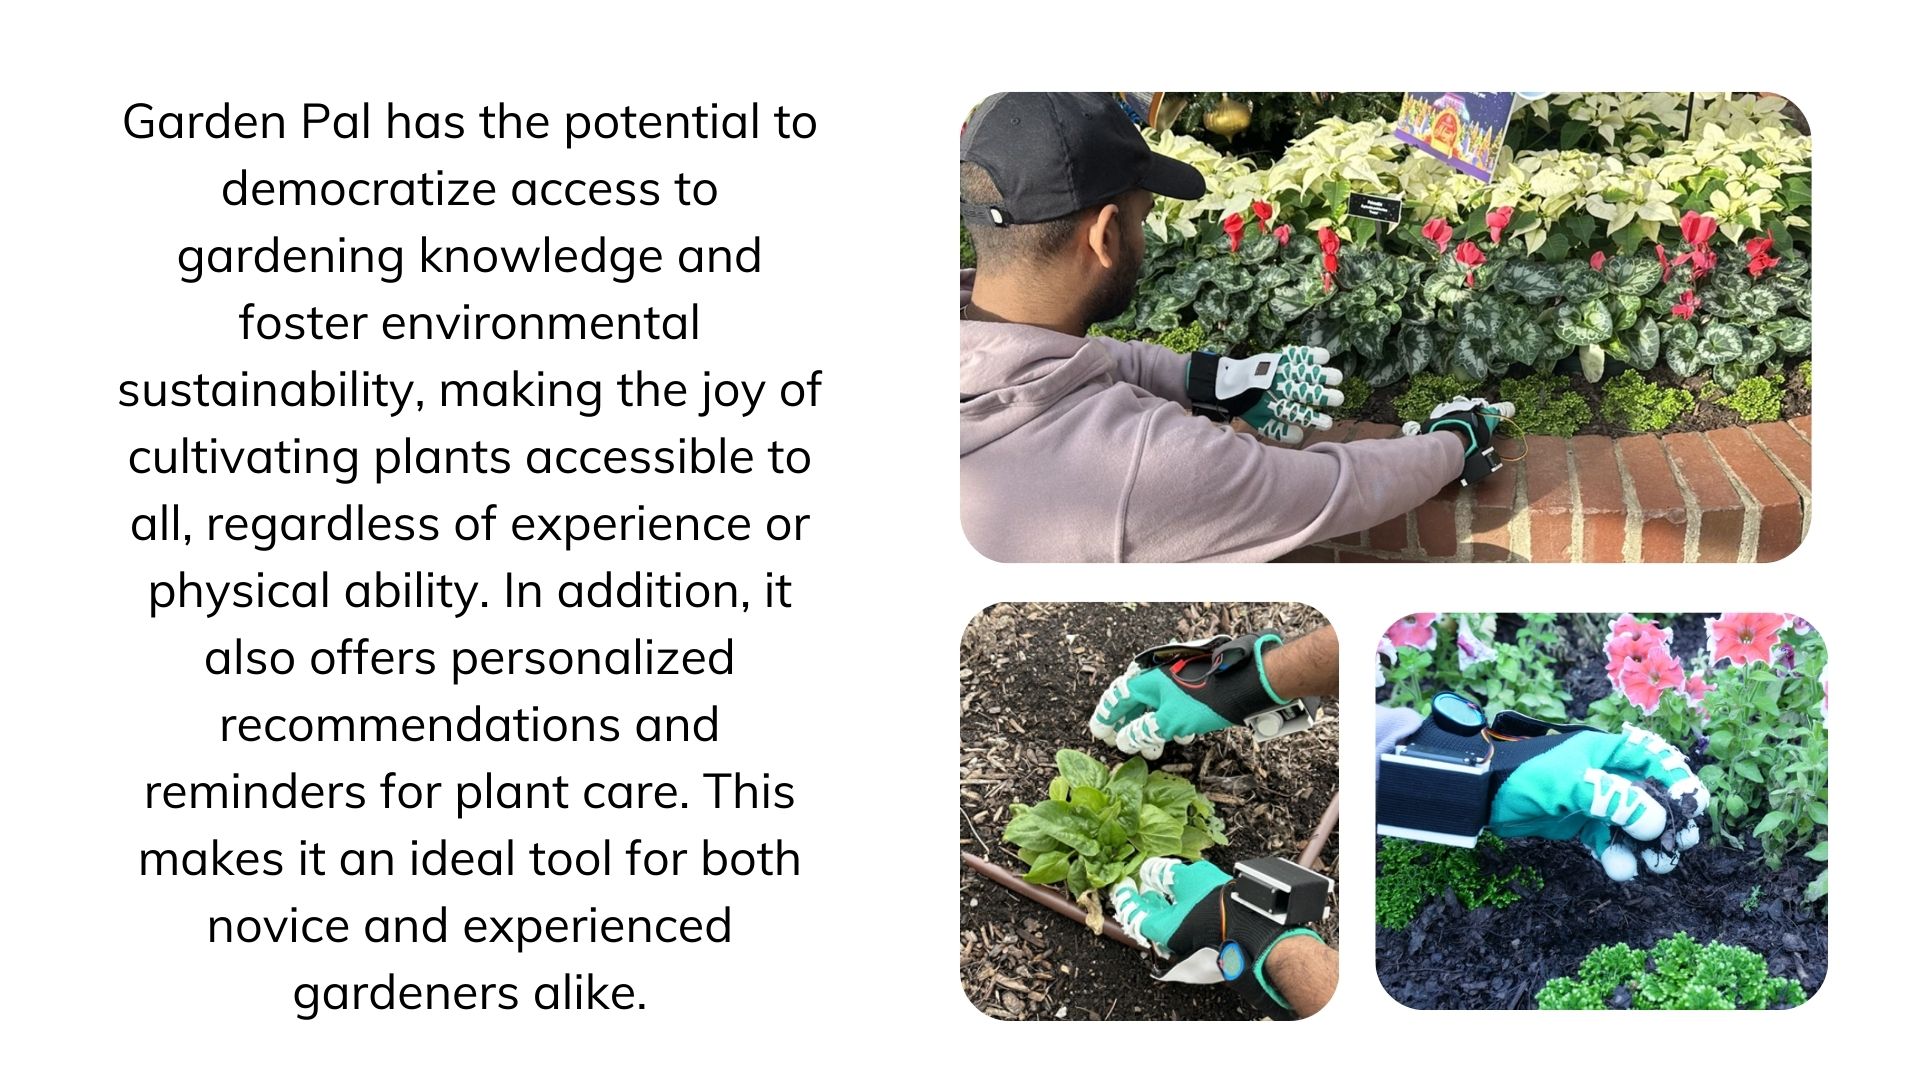 Garden Pal has the potential to
democratize access to
gardening knowledge and
foster environmental
sustainability, making the joy of
cultivating plants accessible to
all, regardless of experience or
physical ability. In addition, it
also offers personalized
recommendations and
reminders for plant care. This
makes it an ideal tool for both
novice and experienced
gardeners alike.